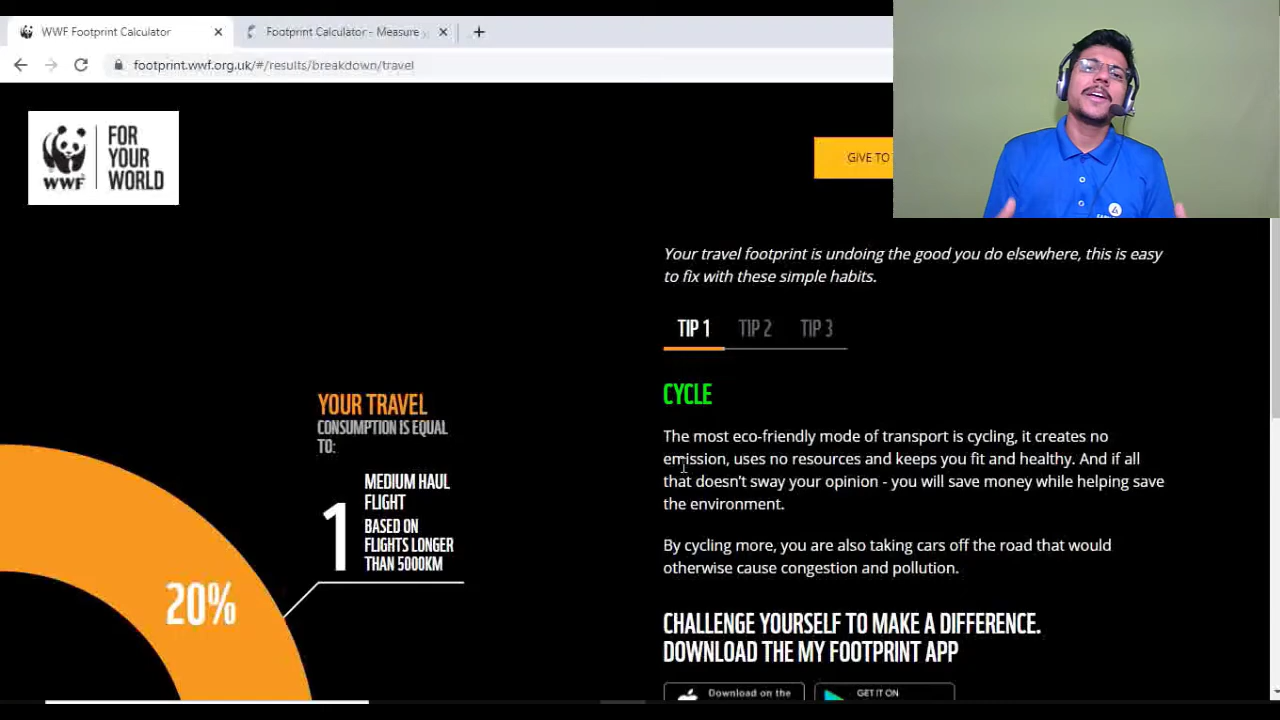 WWF Footprint Calculator
Footprint Calculator - Measure
footprint.wwf.org.uk/#/results/breakdown/travel
WWF
FOR
YOUR
WORLD
GIVE TO
Your travel footprint is undoing the good you do elsewhere, this is easy
to fix with these simple habits.
TIP 1 TIP 2 TIP 3
CYCLE
The most eco-friendly mode of transport is cycling, it creates no
emission, uses no resources and keeps you fit and healthy. And if all
that doesn't sway your opinion - you will save money while helping save
the environment.
By cycling more, you are also taking cars off the road that would
otherwise cause congestion and pollution.
CHALLENGE YOURSELF TO MAKE A DIFFERENCE.
DOWNLOAD THE MY FOOTPRINT APP
Download on the
GET IT ON
YOUR TRAVEL
CONSUMPTION IS EQUAL
TO:
1
MEDIUM HAUL
FLIGHT
BASED ON
FLIGHTS LONGER
THAN 5000KM
20%